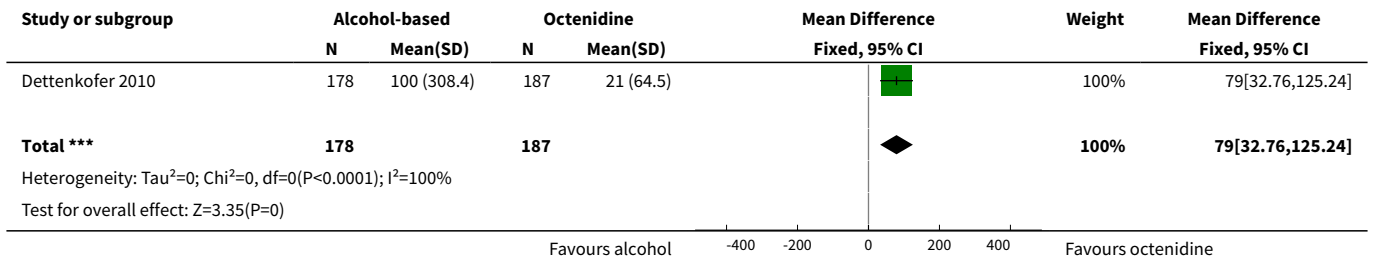 Study or subgroup Alcohol-based Octenidine Mean Difference Weight Mean Difference
N Mean(SD) N Mean(SD) Fixed, 95% CI Fixed, 95% CI
Dettenkofer 2010 178 100 (308.4) 187 21 (64.5) 100% 79[32.76,125.24]
Total *** 178 187 100% 79[32.76,125.24]
Heterogeneity: Tau²=0; Chi²=0, df=0(P<0.0001); I²=100%
Test for overall effect: Z=3.35(P=0)
Favours alcohol -400 -200 0 200 400 Favours octenidine